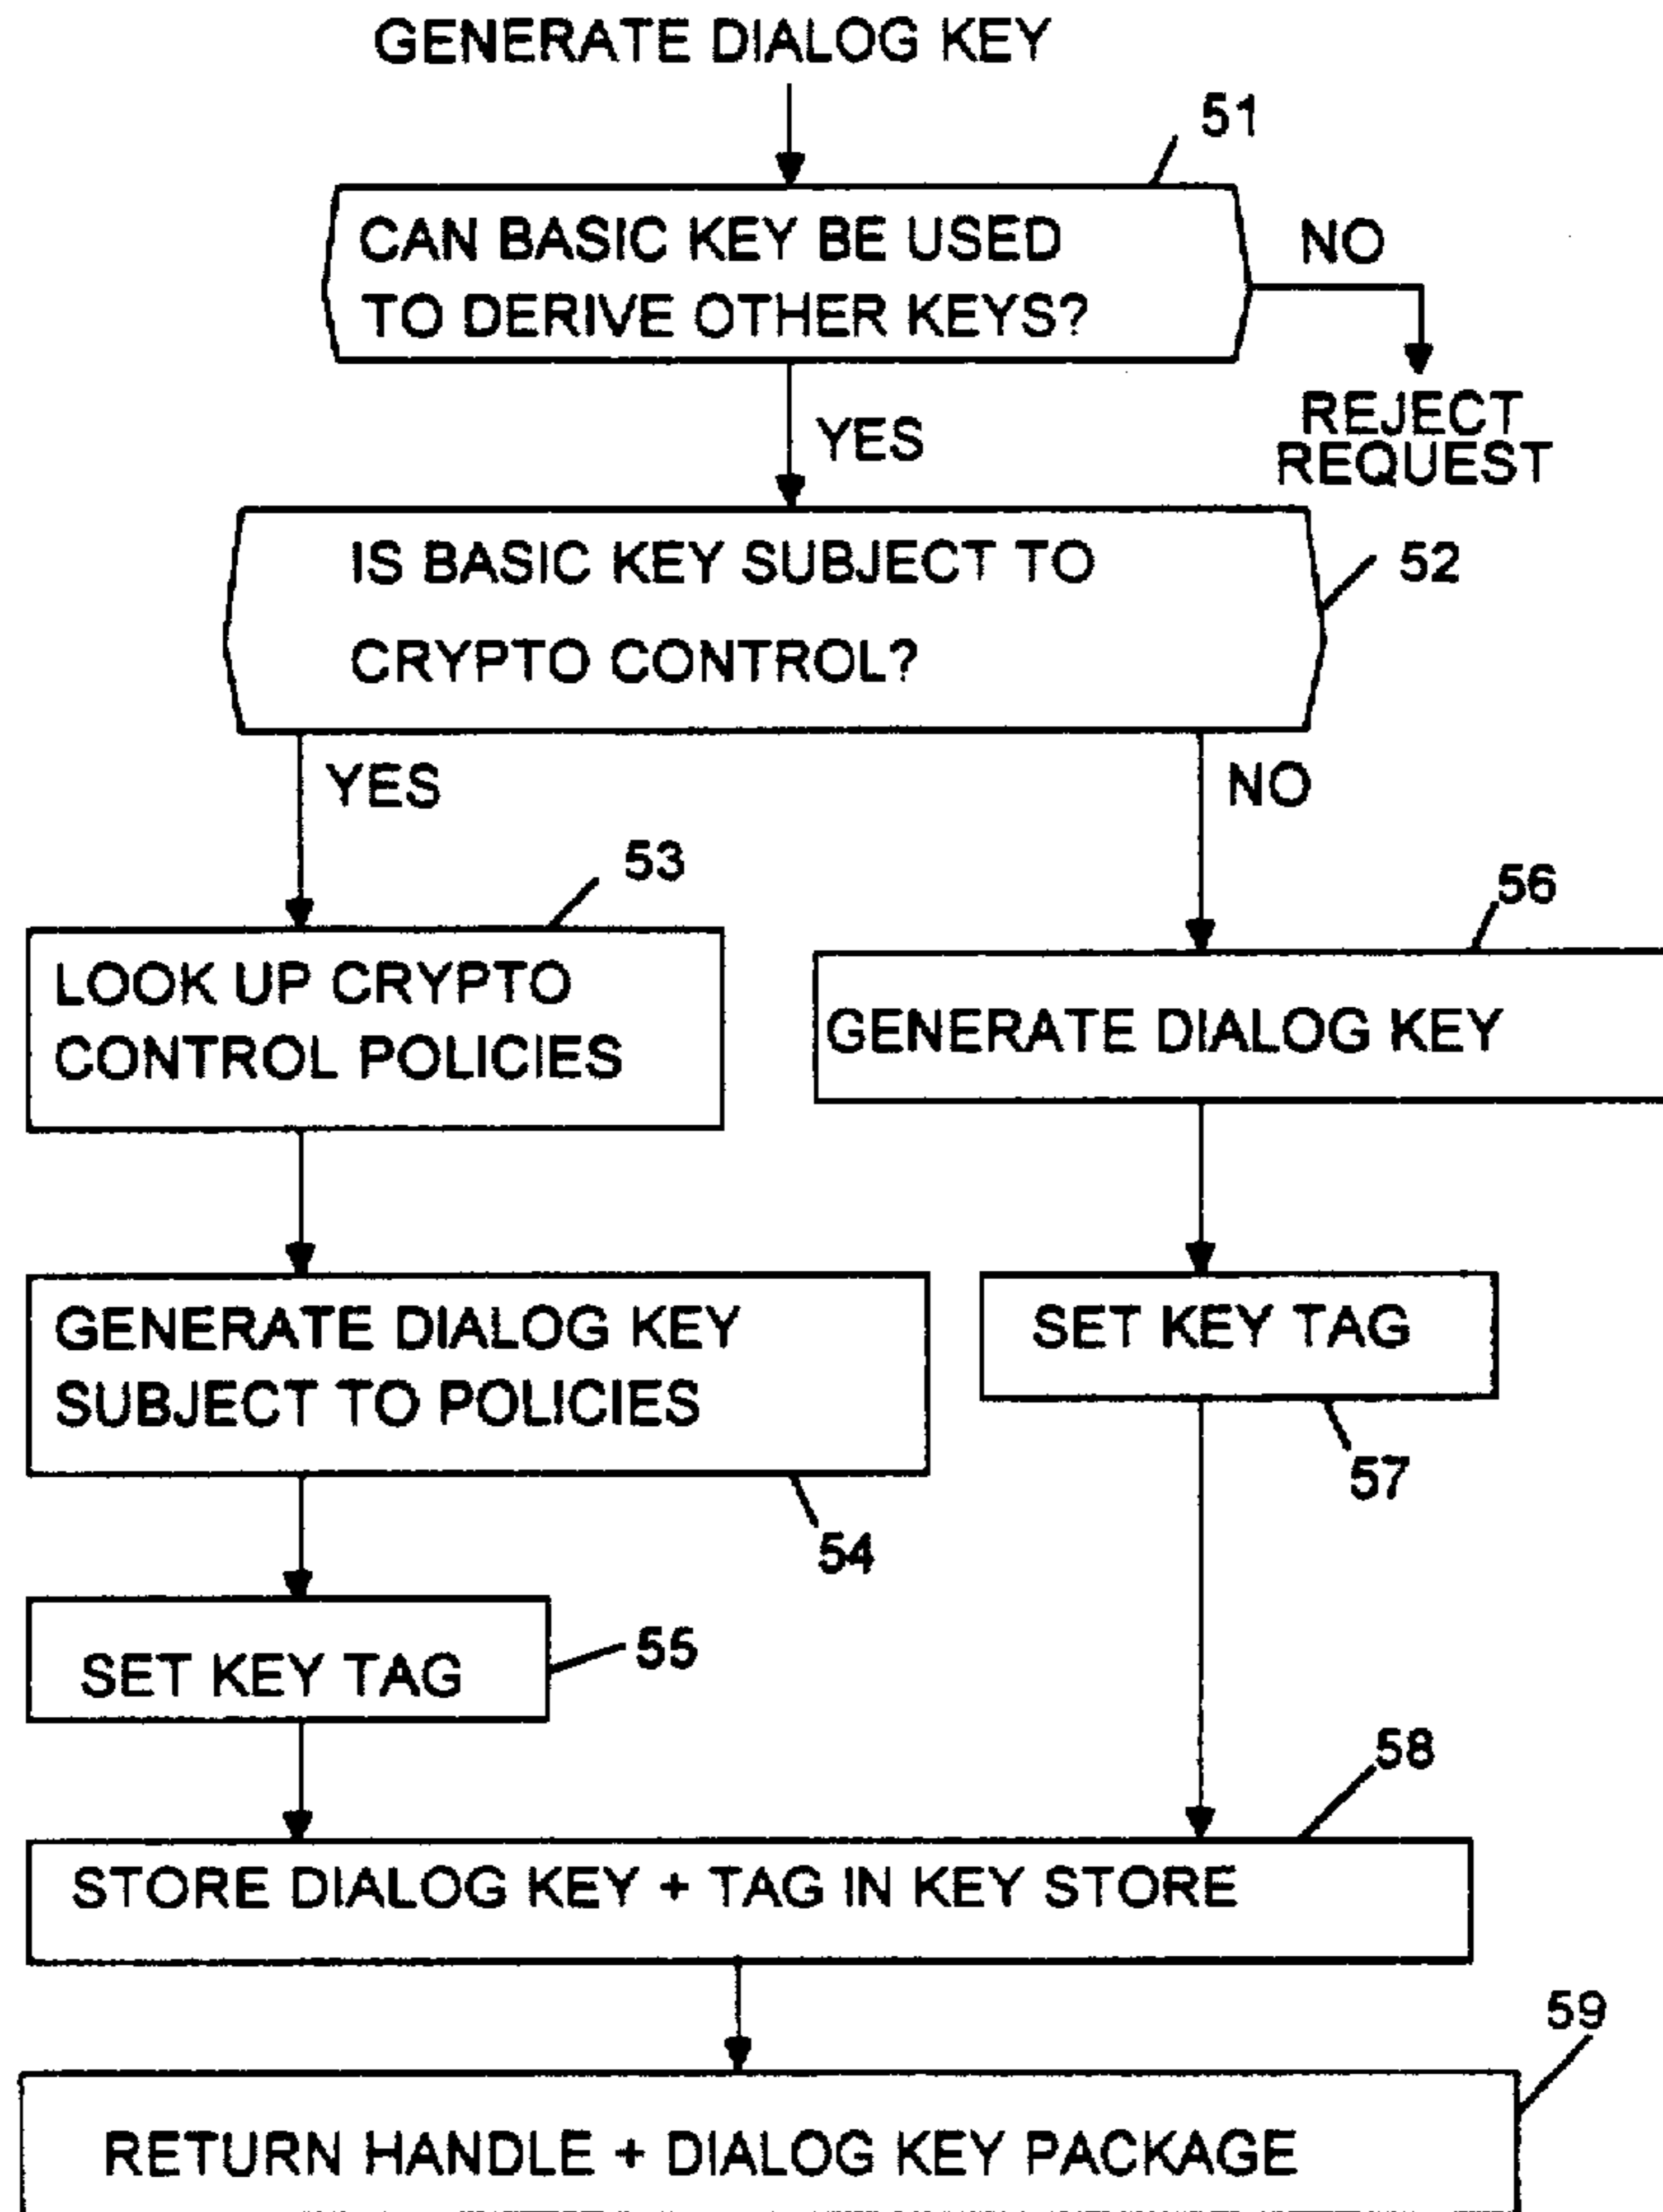 GENERATE DIALOG KEY
51
CAN BASIC KEY BE USED
TO DERIVE OTHER KEYS?
NO
REJECT
REQUEST
YES
IS BASIC KEY SUBJECT TO
CRYPTO CONTROL?
52
YES
NO
53
56
LOOK UP CRYPTO
CONTROL POLICIES
GENERATE DIALOG KEY
GENERATE DIALOG KEY
SUBJECT TO POLICIES
SET KEY TAG
57
54
SET KEY TAG
55
58
STORE DIALOG KEY + TAG IN KEY STORE
59
RETURN HANDLE + DIALOG KEY PACKAGE